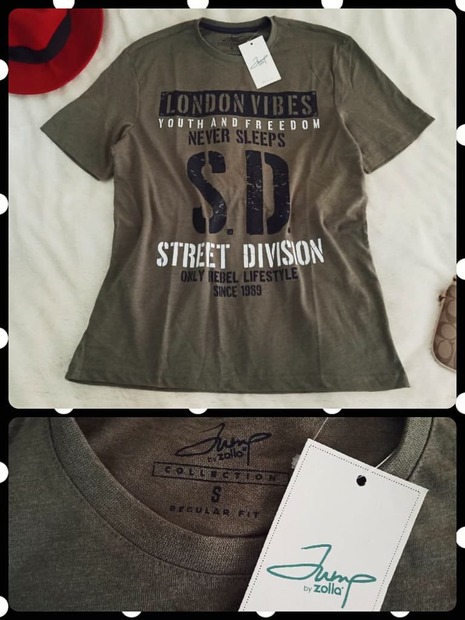 Jump
LONDON VIBES
YOUTH AND FREEDOM
NEVER SLEEPS
S.D.
STREET DIVISION
ONLY REBEL LIFESTYLE
SINCE 1989
Jump
by zolla
COLLECTION
S
REGULAR FIT
Jump
by zolla